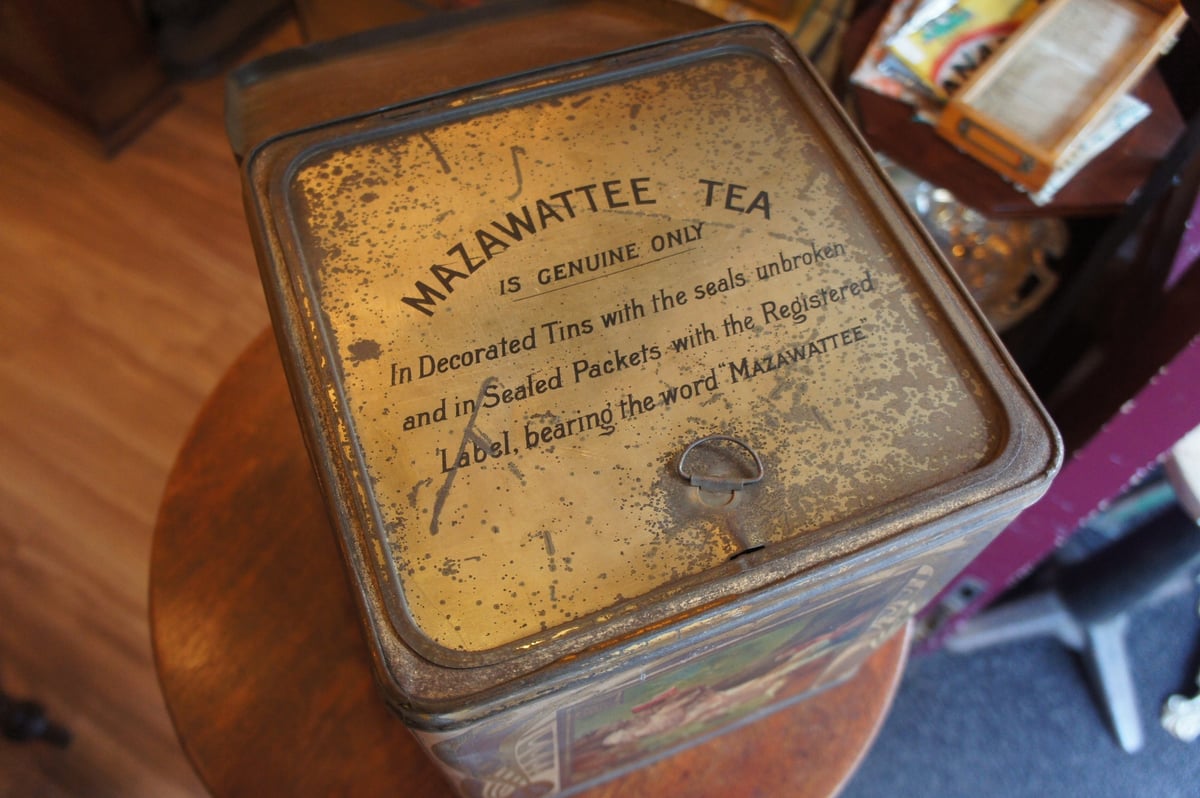 MAZAWATTEE TEA
IS GENUINE ONLY
In Decorated Tins with the seals unbroken
and in Sealed Packets with the Registered
Label, bearing the word "MAZAWATTEE"